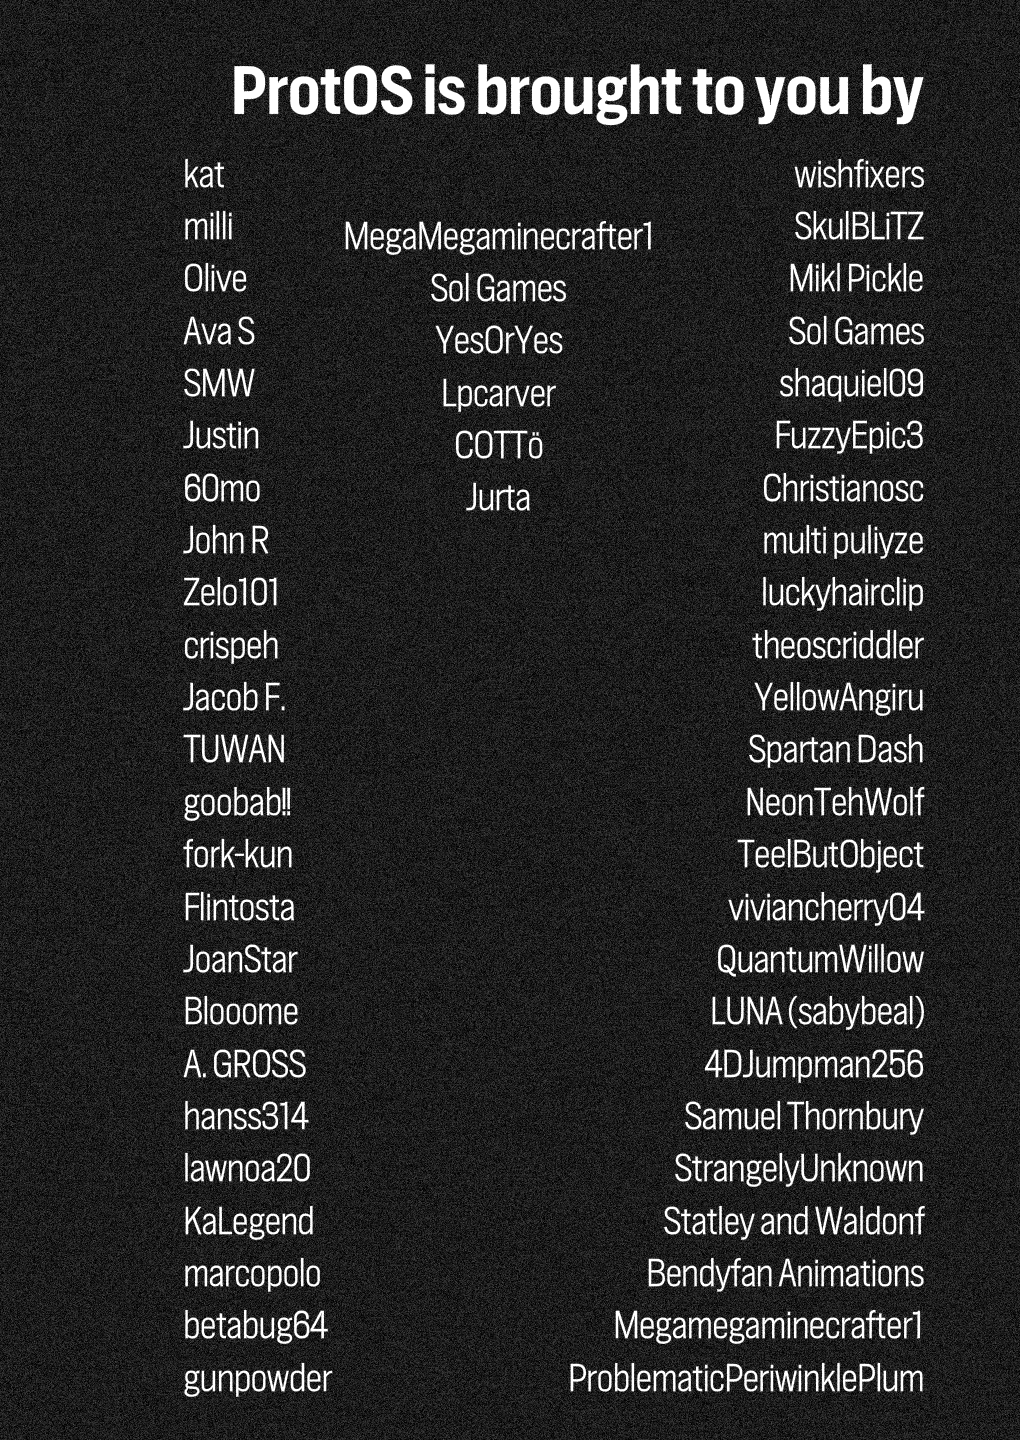 ProtOS is brought to you by
kat
milli
Olive
Ava S
SMW
Justin
60mo
John R
Zelo101
crispeh
Jacob F.
TUWAN
goobab!!
fork-kun
Flintosta
JoanStar
Blooome
A. GROSS
hanss314
lawnoa20
KaLegend
marcopolo
betabug64
gunpowder
MegaMegaminecrafter1
Sol Games
YesOrYes
Lpcarver
COTTö
Jurta
wishfixers
SkulBLiTZ
Mikl Pickle
Sol Games
shaquiel09
FuzzyEpic3
Christianosc
multi puliyze
luckyhairclip
theoscriddler
YellowAngiru
Spartan Dash
NeonTehWolf
TeelButObject
viviancherry04
QuantumWillow
LUNA (sabybeal)
4DJumpman256
Samuel Thornbury
StrangelyUnknown
Statley and Waldonf
Bendyfan Animations
Megamegaminecrafter1
ProblematicPeriwinklePlum